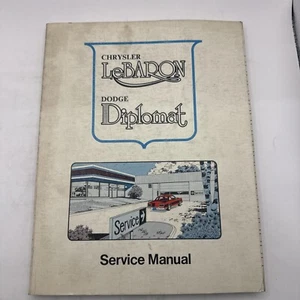 CHRYSLER
LeBARON
DODGE
Diplomat
Service
Service Manual